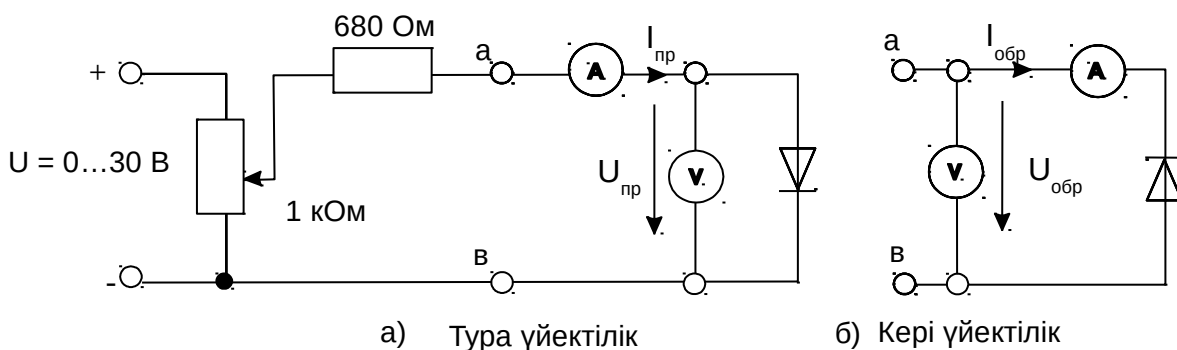 680 Ом
а
I пр
A
а
I обр
A
+
U = 0…30 В
1 кОм
U пр
V
V
U обр
-
в
в
а) Тура үйектілік
б) Кері үйектілік